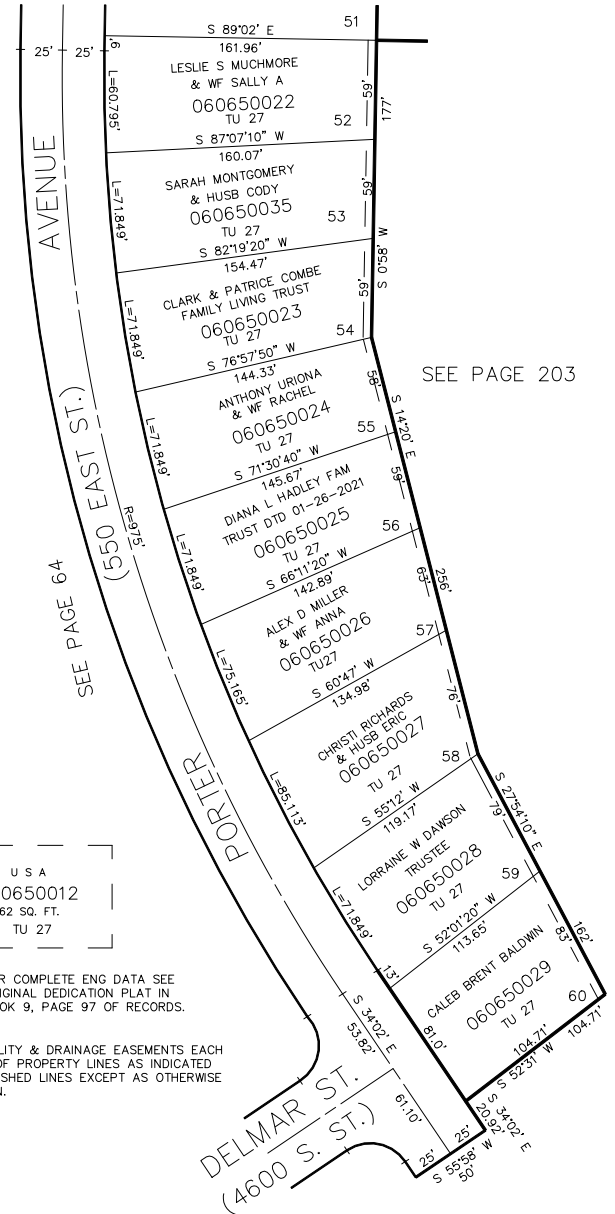 51
S 89°02' E
161.96'
25'
25'
9'
LESLIE S MUCHMORE
& WF SALLY A
060650022
TU 27
52
L=60.795'
59'
177'
S 87°07'10" W
160.07'
SARAH MONTGOMERY
& HUSB CODY
060650035
TU 27
53
L=71.849'
59'
S 0°58' W
S 82°19'20" W
154.47'
CLARK & PATRICE COMBE
FAMILY LIVING TRUST
060650023
TU 27
54
L=71.849'
59'
S 76°57'50" W
144.33'
ANTHONY URIONA
& WF RACHEL
060650024
TU 27
55
L=71.849'
58'
S 14°20' E
SEE PAGE 203
S 71°30'40" W
145.67'
DIANA L HADLEY FAM
TRUST DTD 01-26-2021
060650025
TU 27
56
L=71.849'
59'
S 66°11'20" W
142.89'
ALEX D MILLER
& WF ANNA
060650026
TU27
57
L=75.165'
63'
256'
S 60°47' W
134.98'
CHRISTI RICHARDS
& HUSB ERIC
060650027
TU 27
58
L=85.113'
76'
S 55°12' W
119.17'
LORRAINE W DAWSON
TRUSTEE
060650028
TU 27
59
L=71.849'
79'
S 27°54'10" E
S 52°01'20" W
113.65'
CALEB BRENT BALDWIN
060650029
TU 27
60
13'
81.0'
83'
162'
104.71'
S 52°31' W
104.71'
S 34°02' E
20.92'
AVENUE
(550 EAST ST.)
R=975'
SEE PAGE 64
PORTER
S 34°02' E
53.82'
DELMAR ST.
(4600 S. ST.)
61.10'
25'
25'
S 55°58' W
50'
U S A
0650012
62 SQ. FT.
TU 27
R COMPLETE ENG DATA SEE
IGINAL DEDICATION PLAT IN
OK 9, PAGE 97 OF RECORDS.
LITY & DRAINAGE EASEMENTS EACH
OF PROPERTY LINES AS INDICATED
SHED LINES EXCEPT AS OTHERWISE
N.